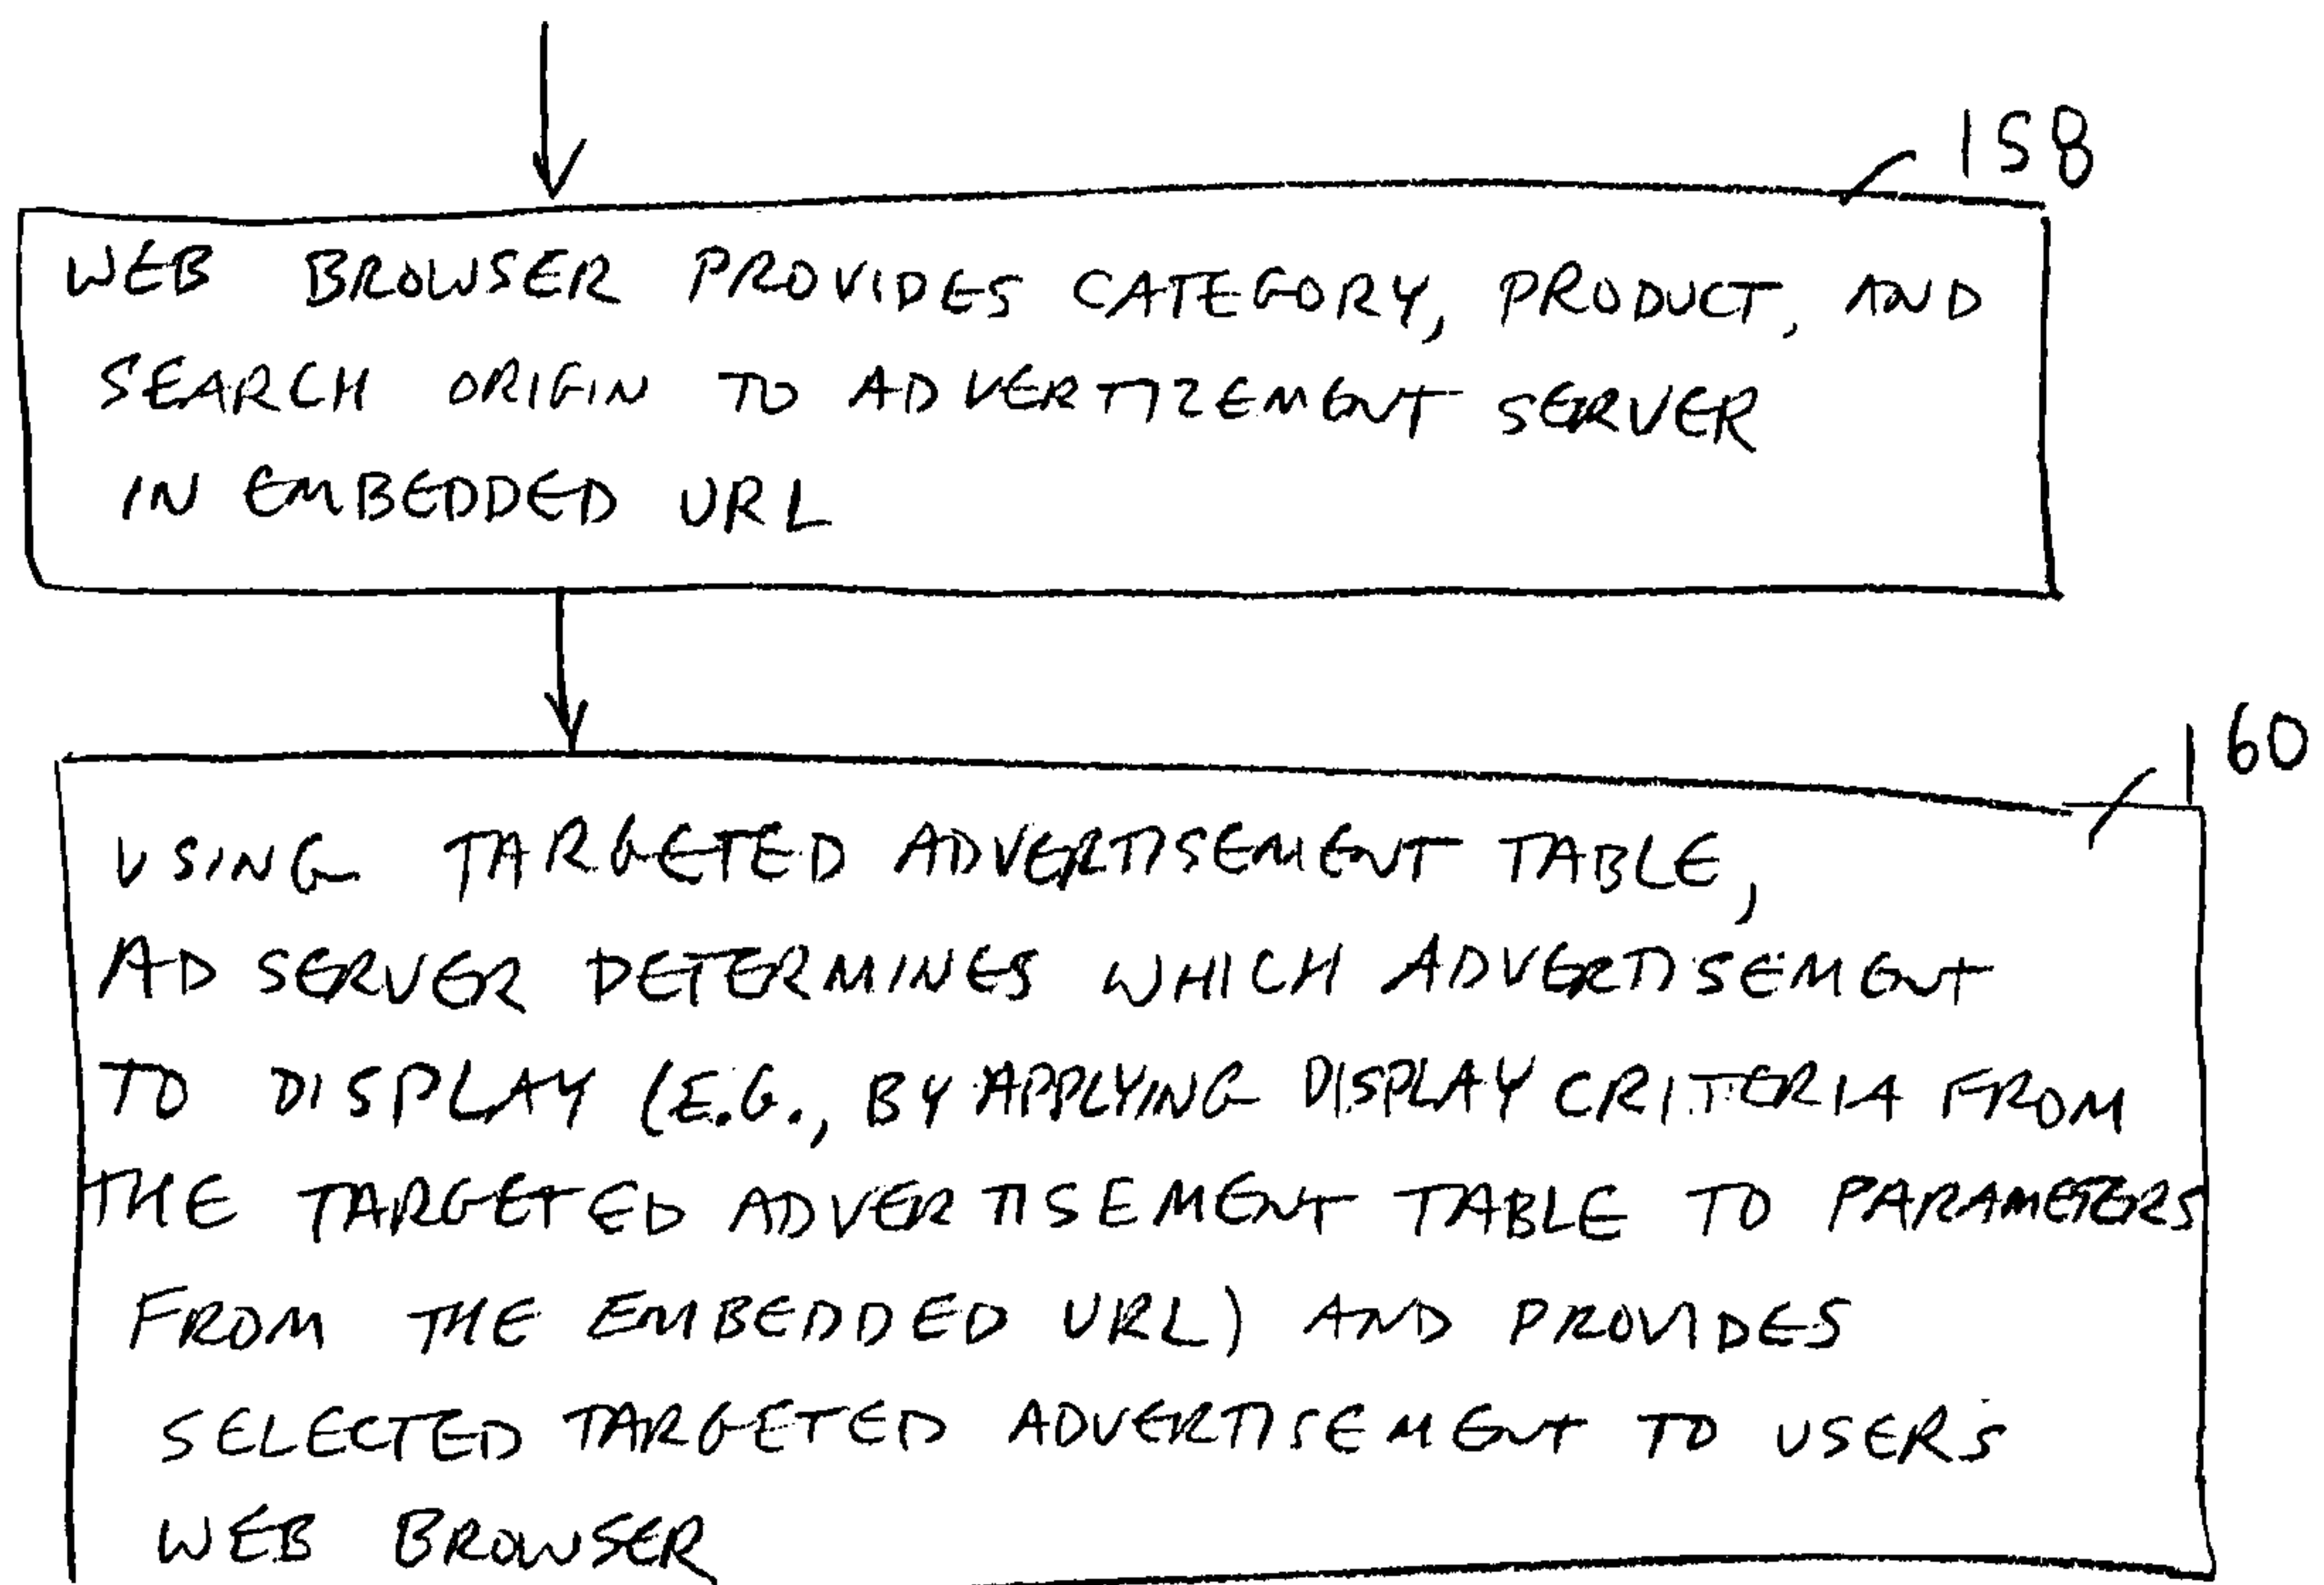 158
WEB BROWSER PROVIDES CATEGORY, PRODUCT, AND
SEARCH ORIGIN TO ADVERTIZEMENT SERVER
IN EMBEDDED URL
160
USING TARGETED ADVERTISEMENT TABLE,
AD SERVER DETERMINES WHICH ADVERTISEMENT
TO DISPLAY (E.G., BY APPLYING DISPLAY CRITERIA FROM
THE TARGETED ADVERTISEMENT TABLE TO PARAMETERS
FROM THE EMBEDDED URL) AND PROVIDES
SELECTED TARGETED ADVERTISEMENT TO USER'S
WEB BROWSER